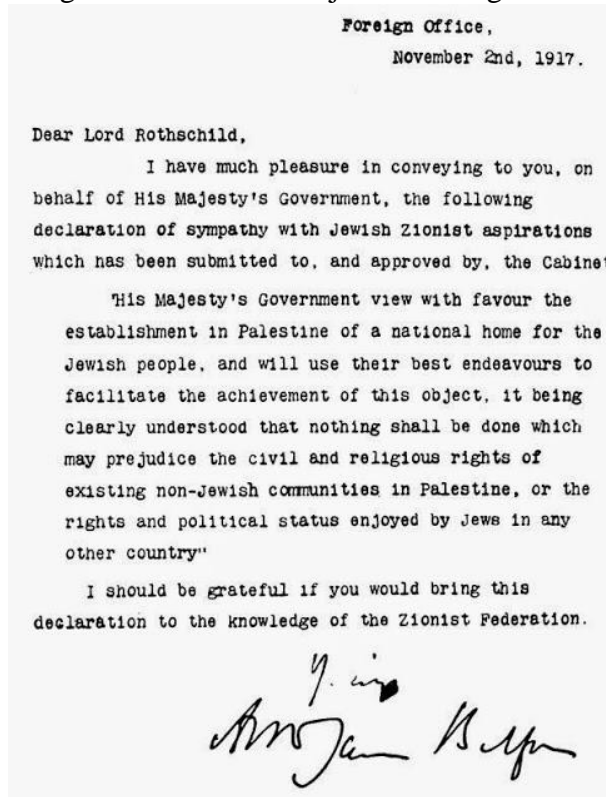 Foreign Office,
November 2nd, 1917.
Dear Lord Rothschild,
I have much pleasure in conveying to you, on
behalf of His Majesty's Government, the following
declaration of sympathy with Jewish Zionist aspirations
which has been submitted to, and approved by, the Cabinet
"His Majesty's Government view with favour the
establishment in Palestine of a national home for the
Jewish people, and will use their best endeavours to
facilitate the achievement of this object, it being
clearly understood that nothing shall be done which
may prejudice the civil and religious rights of
existing non-Jewish communities in Palestine, or the
rights and political status enjoyed by Jews in any
other country"
I should be grateful if you would bring this
declaration to the knowledge of the Zionist Federation.